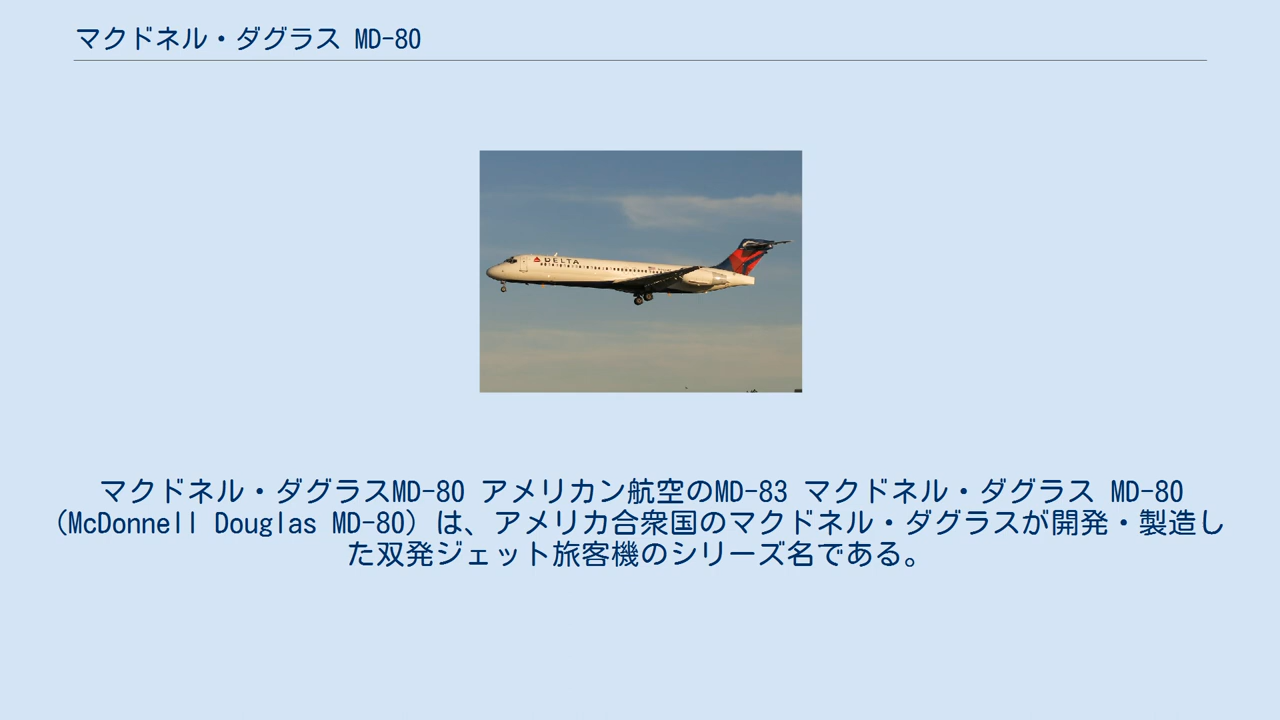 マクドネル・ダグラス MD-80
DELTA
マクドネル・ダグラスMD-80 アメリカン航空のMD-83 マクドネル・ダグラス MD-80
(McDonnell Douglas MD-80) は、アメリカ合衆国のマクドネル・ダグラスが開発・製造し
た双発ジェット旅客機のシリーズ名である。